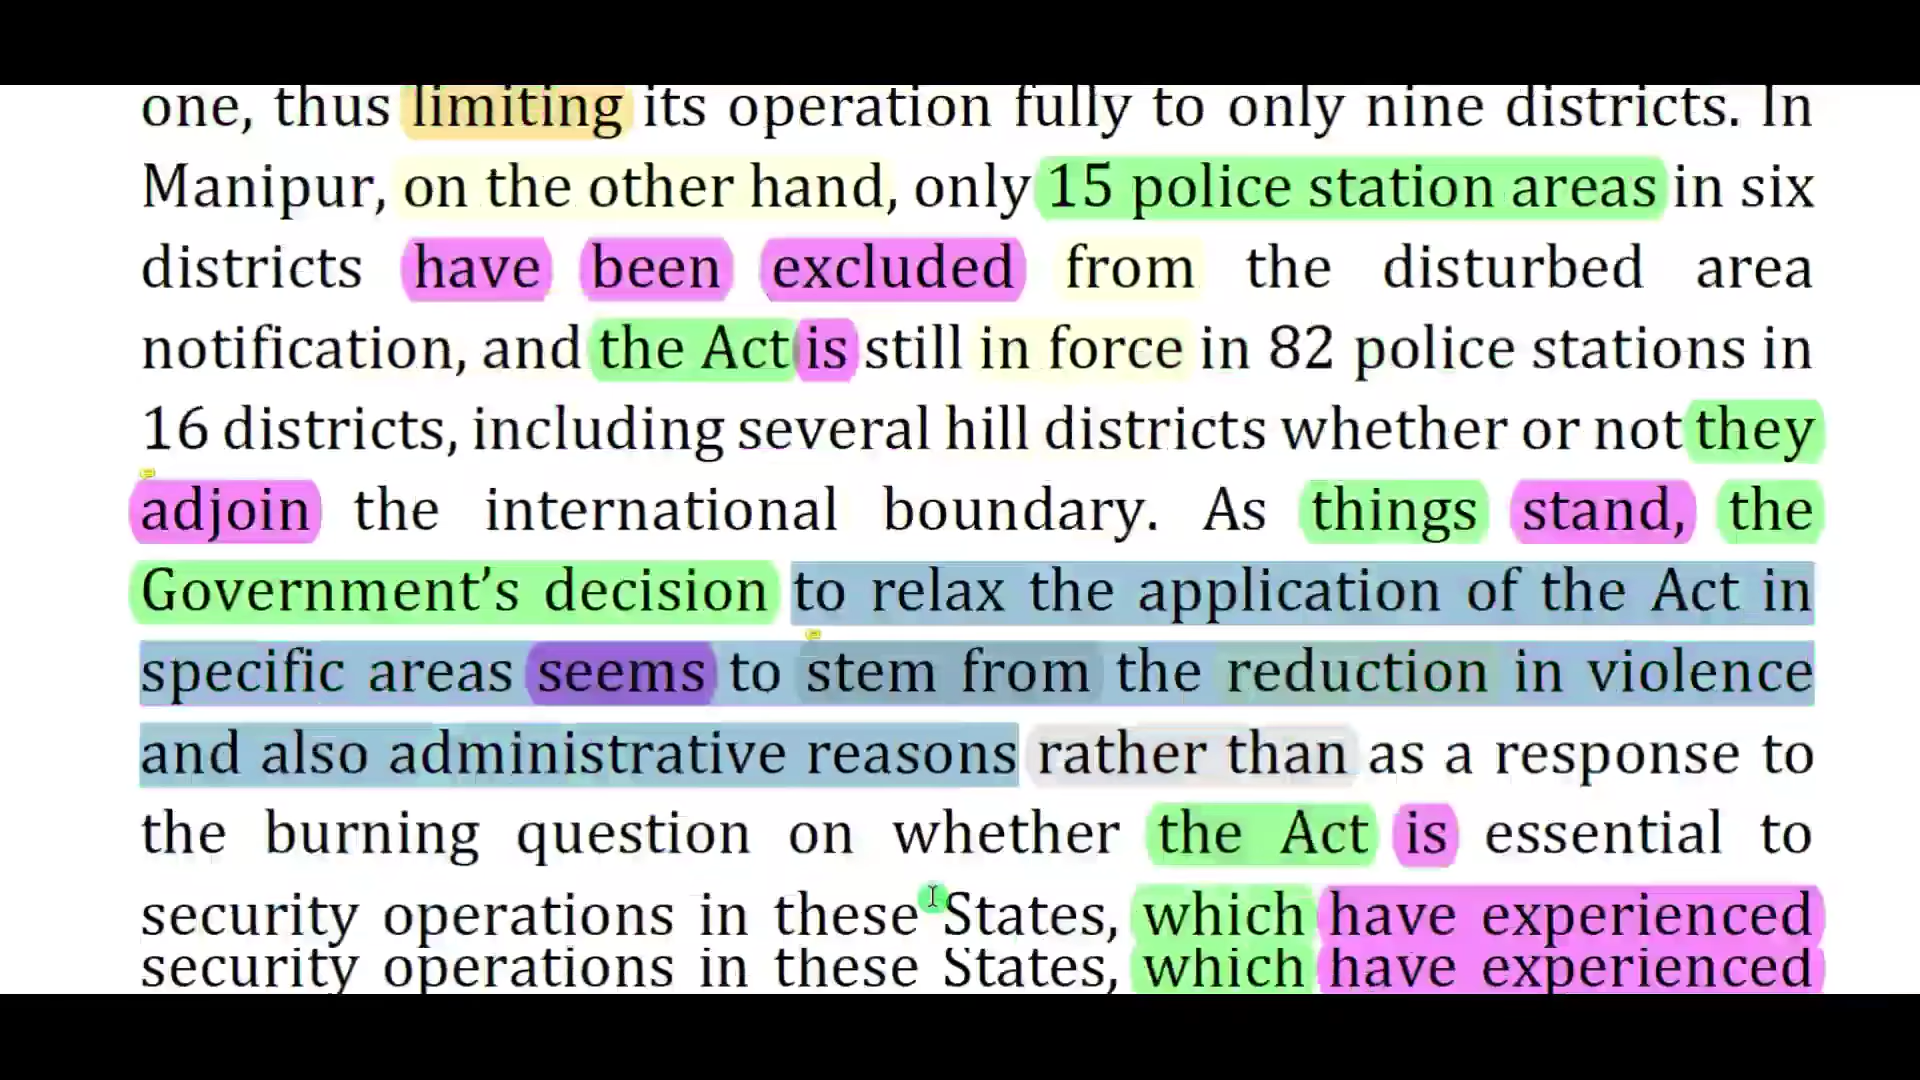 one, thus limiting its operation fully to only nine districts. In
Manipur, on the other hand, only 15 police station areas in six
districts have been excluded from the disturbed area
notification, and the Act is still in force in 82 police stations in
16 districts, including several hill districts whether or not they
adjoin the international boundary. As things stand, the
Government’s decision to relax the application of the Act in
specific areas seems to stem from the reduction in violence
and also administrative reasons rather than as a response to
the burning question on whether the Act is essential to
security operations in these States, which have experienced
security operations in these States, which have experienced